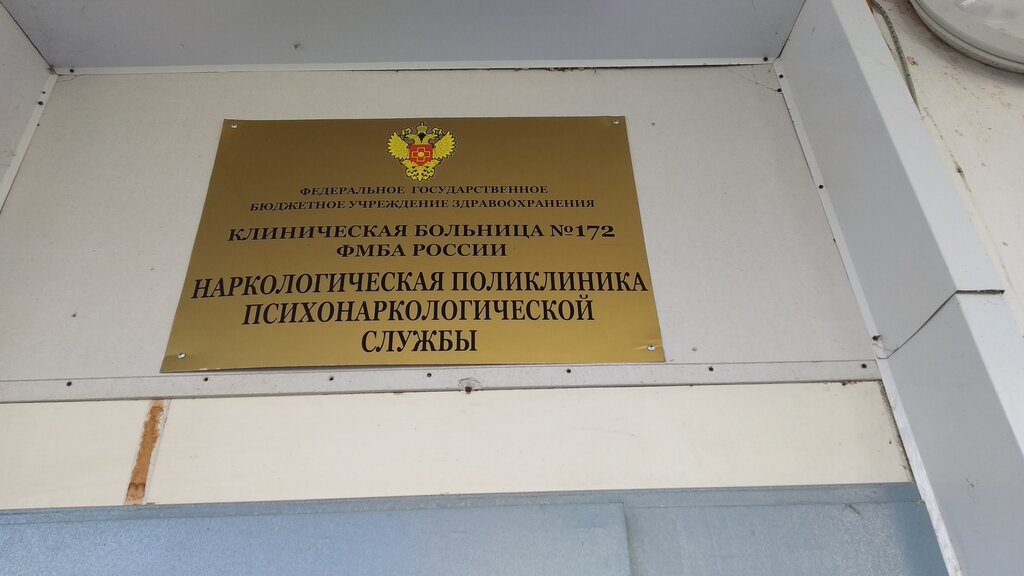 ФЕДЕРАЛЬНОЕ ГОСУДАРСТВЕННОЕ
БЮДЖЕТНОЕ УЧРЕЖДЕНИЕ ЗДРАВООХРАНЕНИЯ
КЛИНИЧЕСКАЯ БОЛЬНИЦА №172
ФМБА РОССИИ
НАРКОЛОГИЧЕСКАЯ ПОЛИКЛИНИКА
ПСИХОНАРКОЛОГИЧЕСКОЙ
СЛУЖБЫ